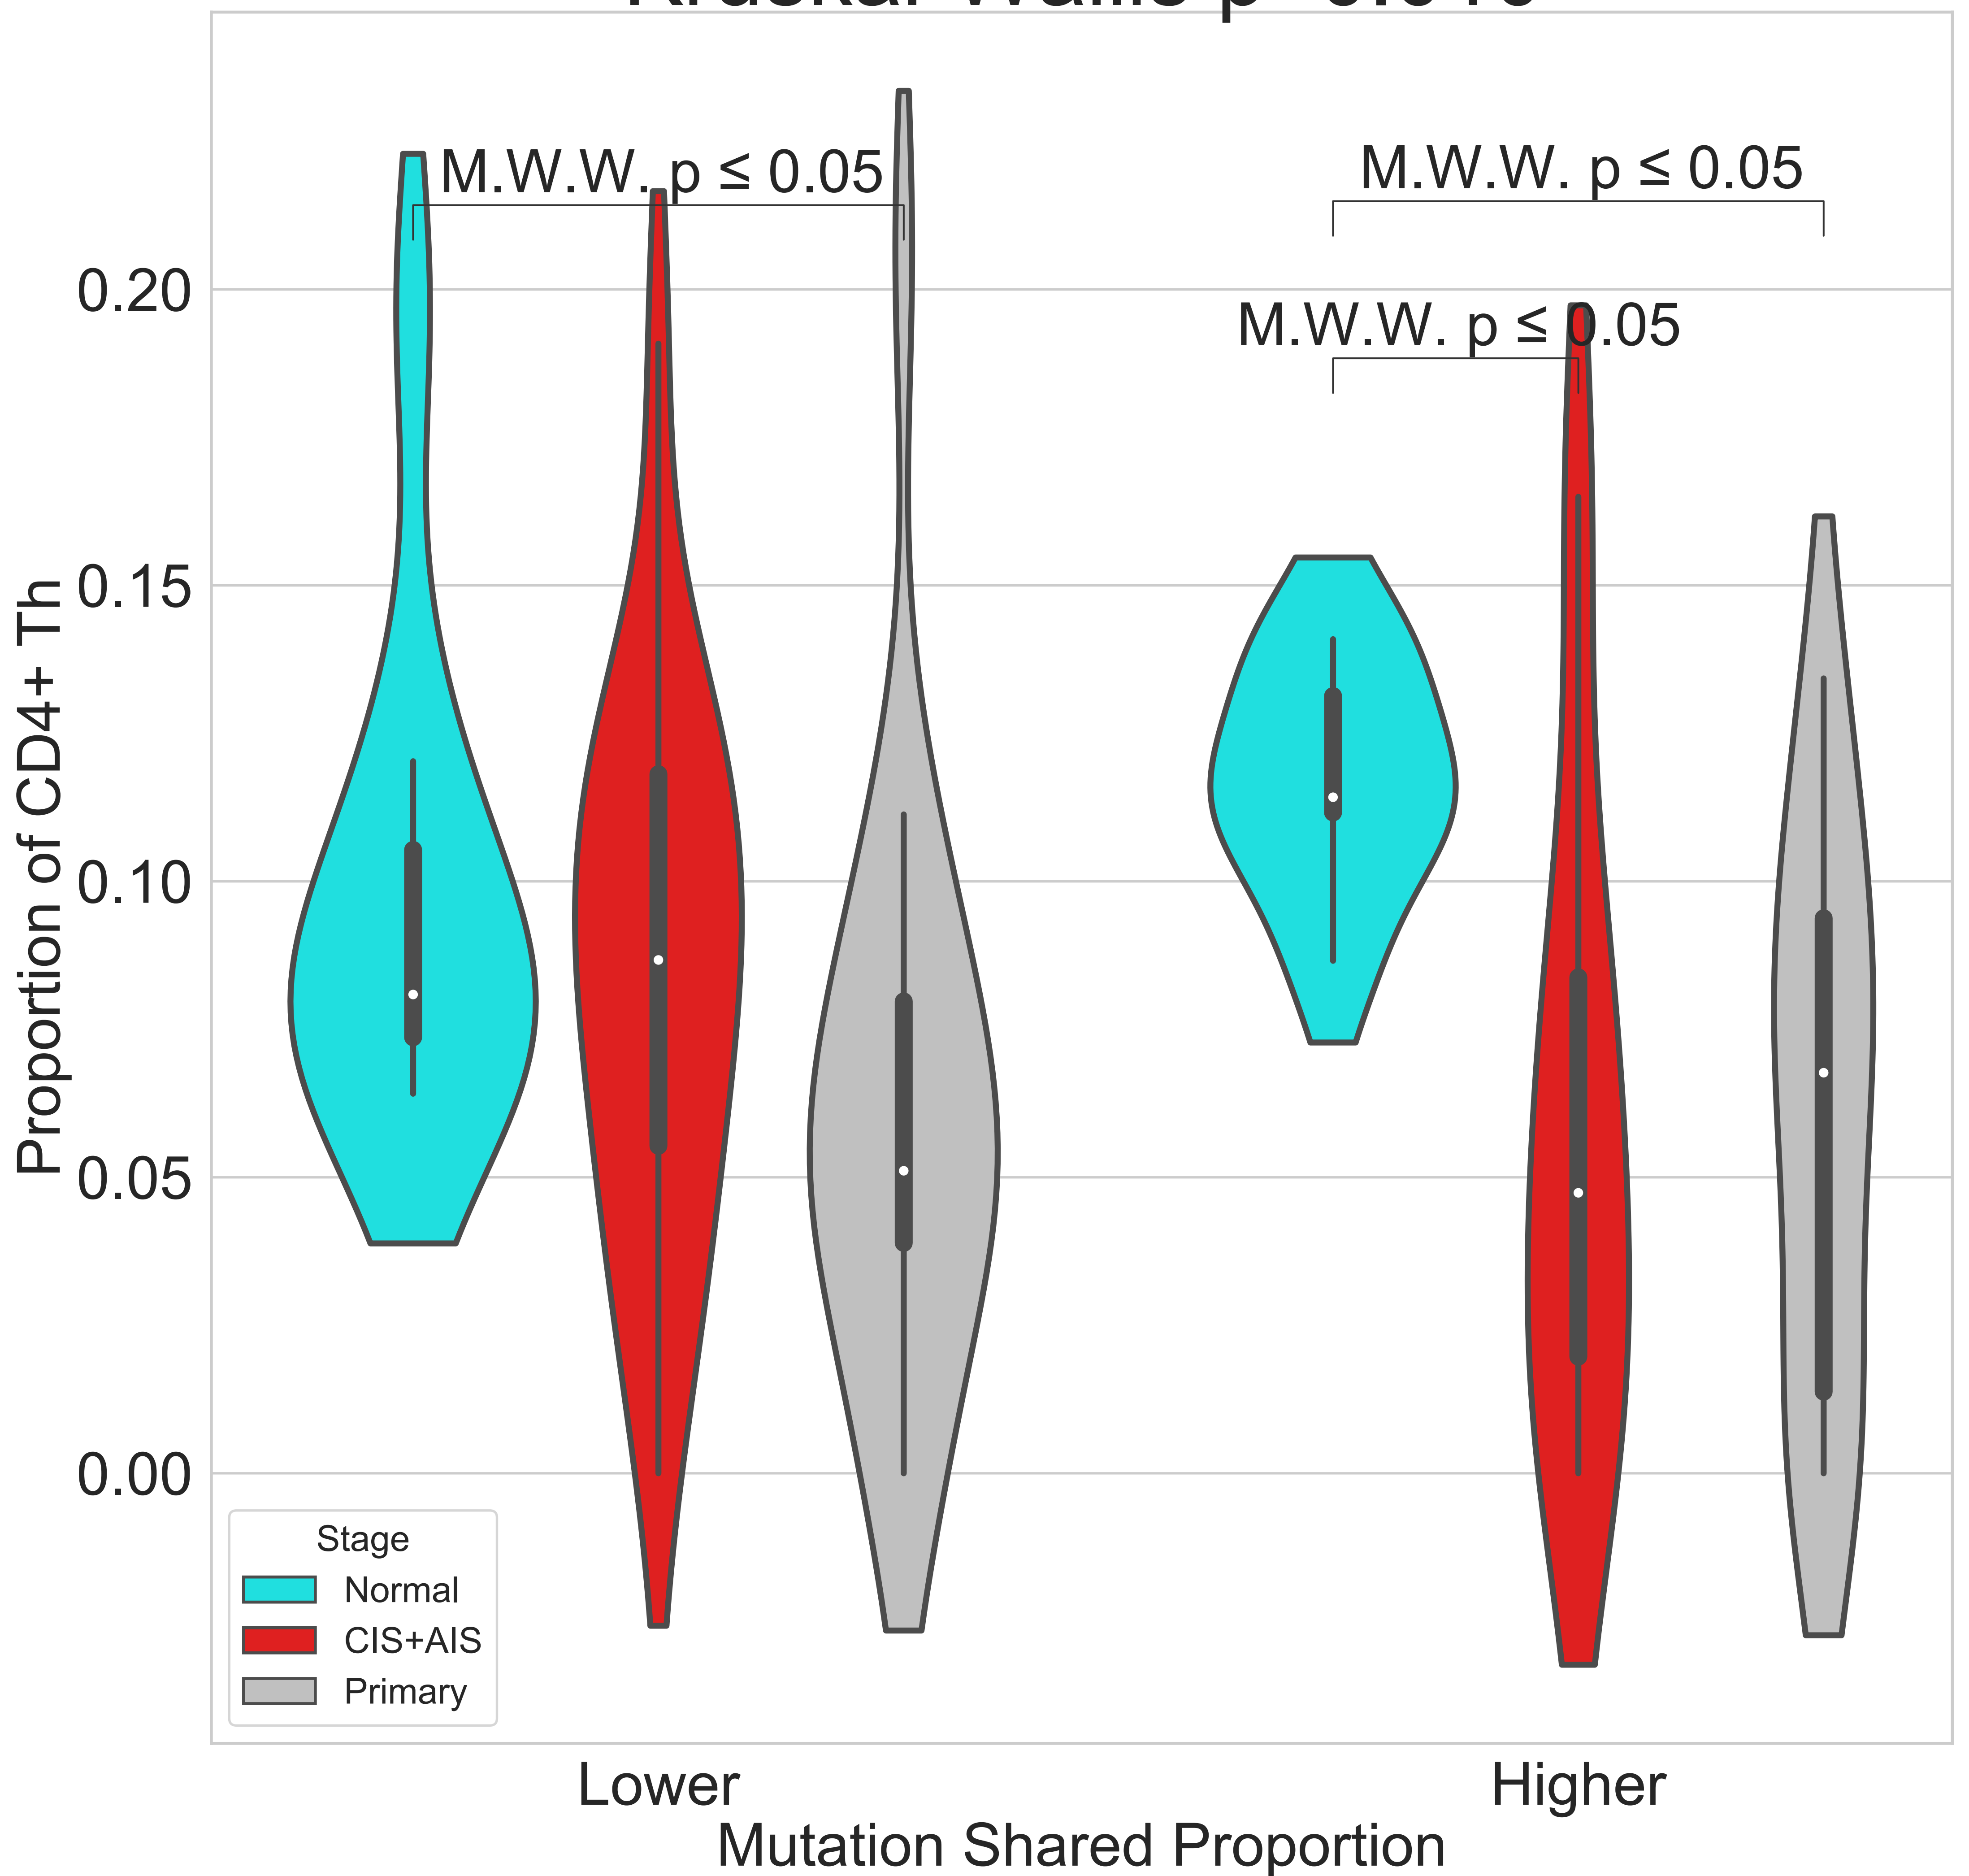 M.W.W. p ≤ 0.05
M.W.W. p ≤ 0.05
M.W.W. p ≤ 0.05
Proportion of CD4+ Th
0.20
0.15
0.10
0.05
0.00
Stage
Normal
CIS+AIS
Primary
Lower
Higher
Mutation Shared Proportion